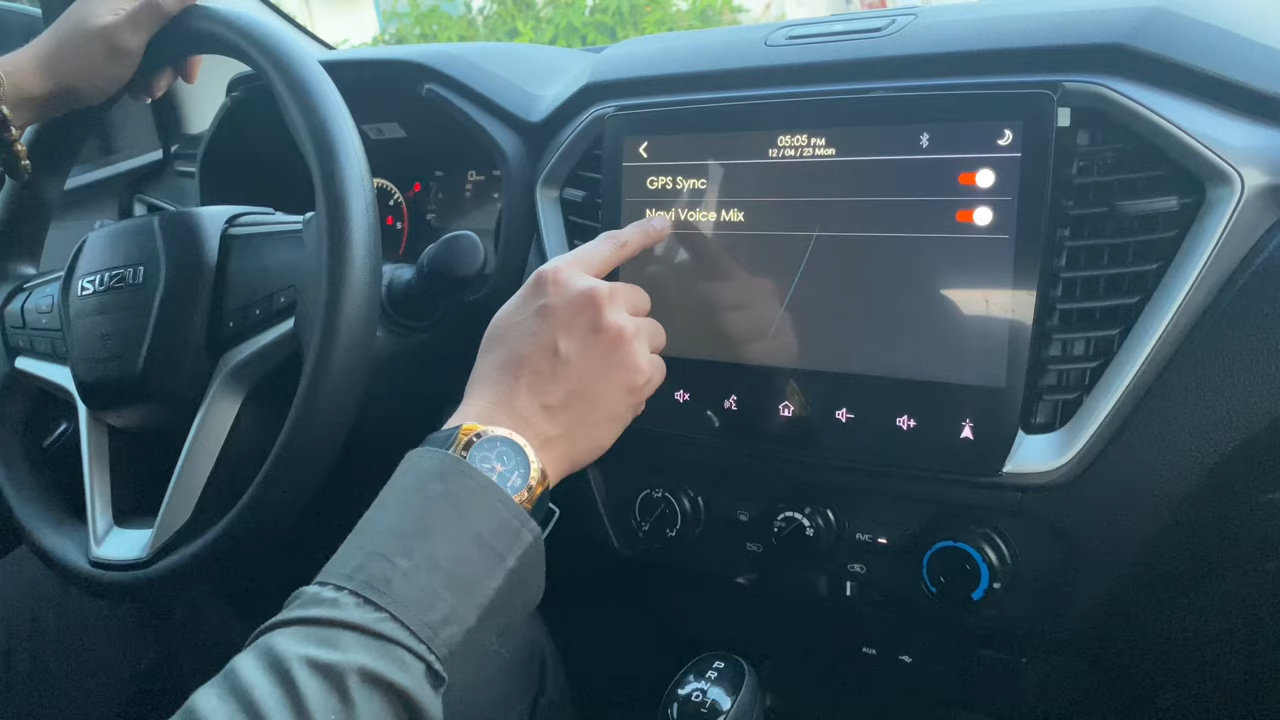 05:05 PM
12 / 04 / 23 Mon
GPS Sync
Navi Voice Mix
ISUZU
A/C
AUX
P
R
N
D